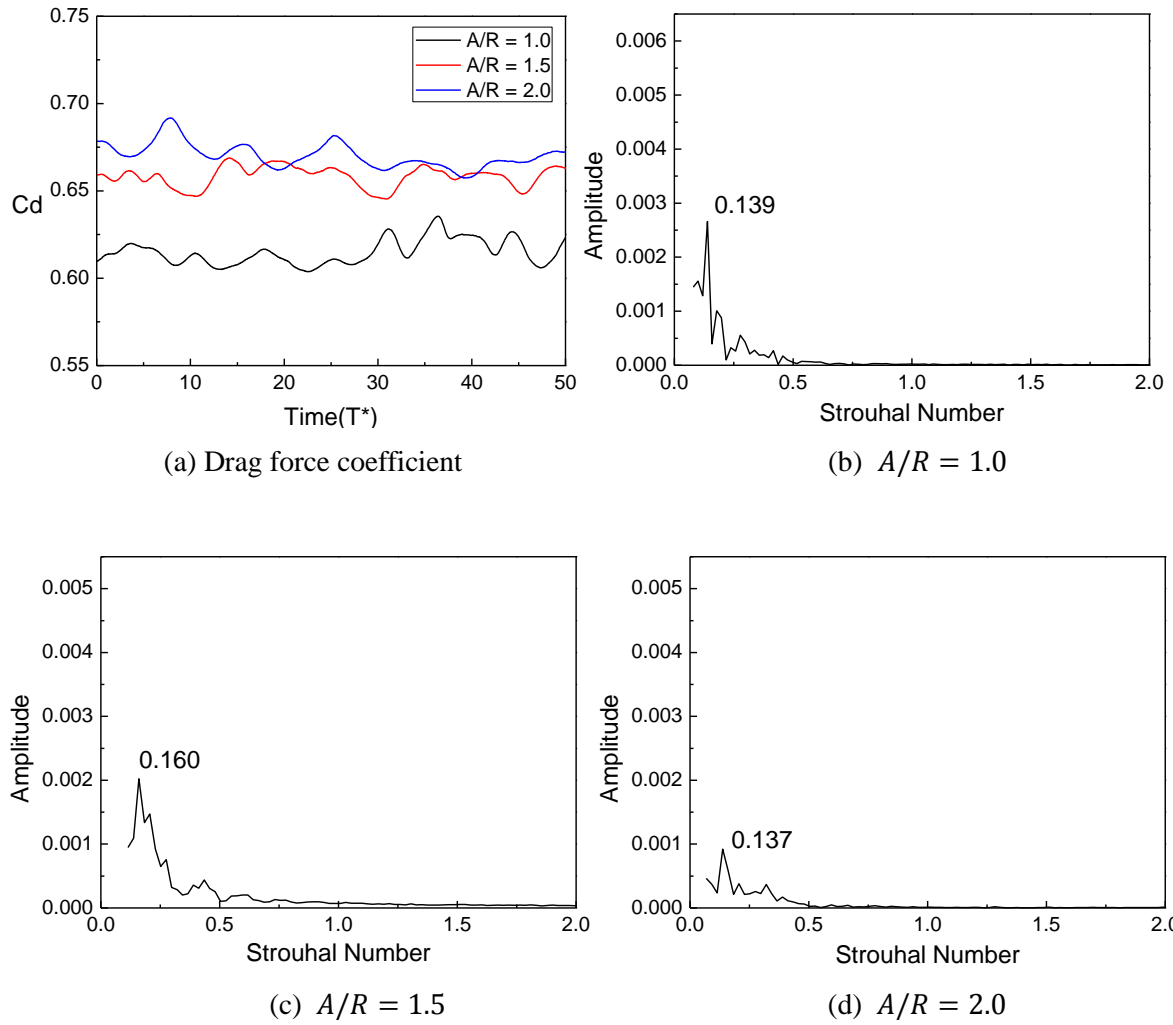 0.75
0.70
0.65
0.60
0.55
Cd
A/R = 1.0
A/R = 1.5
A/R = 2.0
0 10 20 30 40 50
Time(T*)
(a) Drag force coefficient
0.006
0.005
0.004
0.003
0.002
0.001
0.000
Amplitude
0.139
0.0 0.5 1.0 1.5 2.0
Strouhal Number
(b) A/R = 1.0
0.005
0.004
0.003
0.002
0.001
0.000
Amplitude
0.160
0.0 0.5 1.0 1.5 2.0
Strouhal Number
(c) A/R = 1.5
0.005
0.004
0.003
0.002
0.001
0.000
Amplitude
0.137
0.0 0.5 1.0 1.5 2.0
Strouhal Number
(d) A/R = 2.0